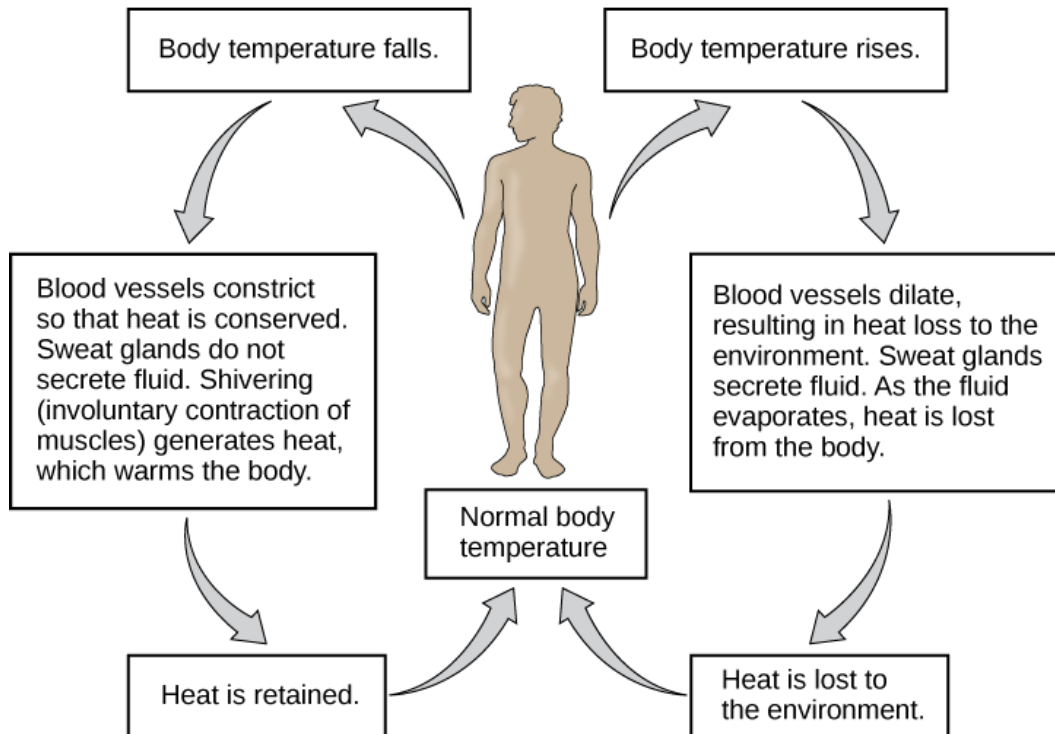 Body temperature falls.
Body temperature rises.
Blood vessels constrict
so that heat is conserved.
Sweat glands do not
secrete fluid. Shivering
(involuntary contraction of
muscles) generates heat,
which warms the body.
Blood vessels dilate,
resulting in heat loss to the
environment. Sweat glands
secrete fluid. As the fluid
evaporates, heat is lost
from the body.
Normal body
temperature
Heat is retained.
Heat is lost to
the environment.